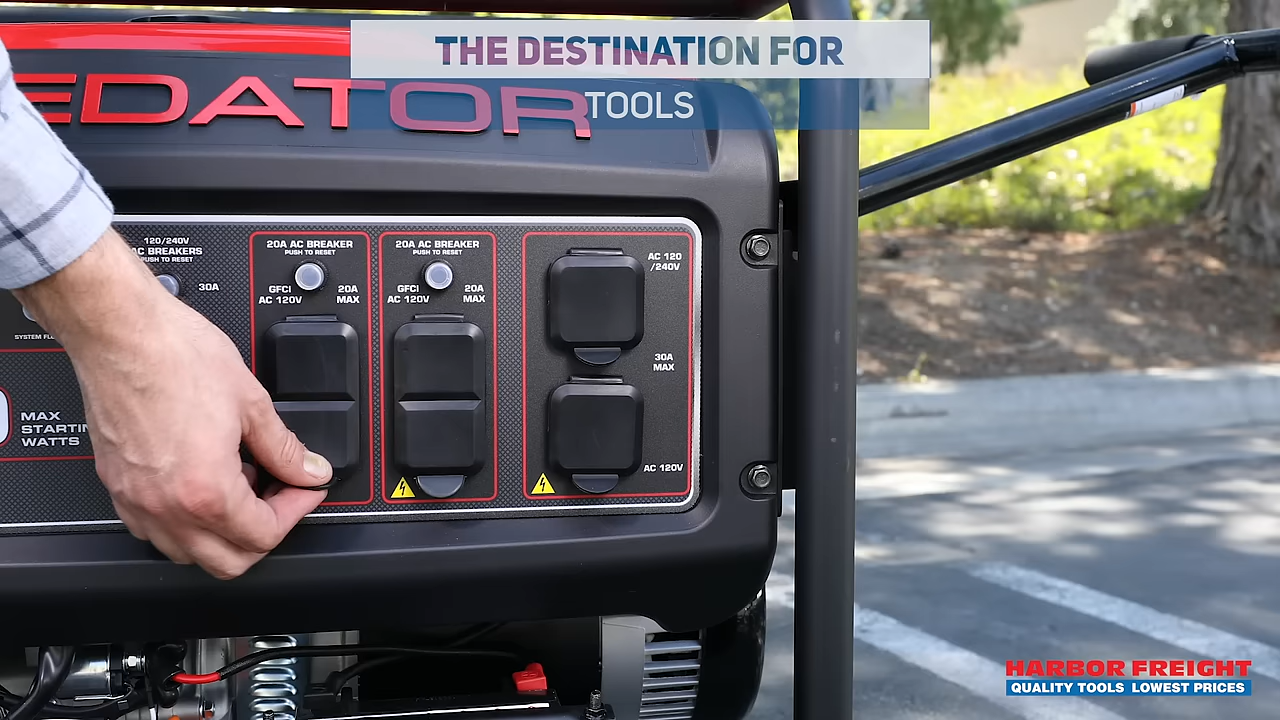 THE DESTINATION FOR
TOOLS
EDATOR
120/240V
AC BREAKERS
PUSH TO RESET
30A
20A AC BREAKER
PUSH TO RESET
GFCI
AC 120V
20A
MAX
20A AC BREAKER
PUSH TO RESET
GFCI
AC 120V
20A
MAX
AC 120
/240V
30A
MAX
AC 120V
SYSTEM
MAX
STARTIN
WATTS
HARBOR FREIGHT
QUALITY TOOLS LOWEST PRICES